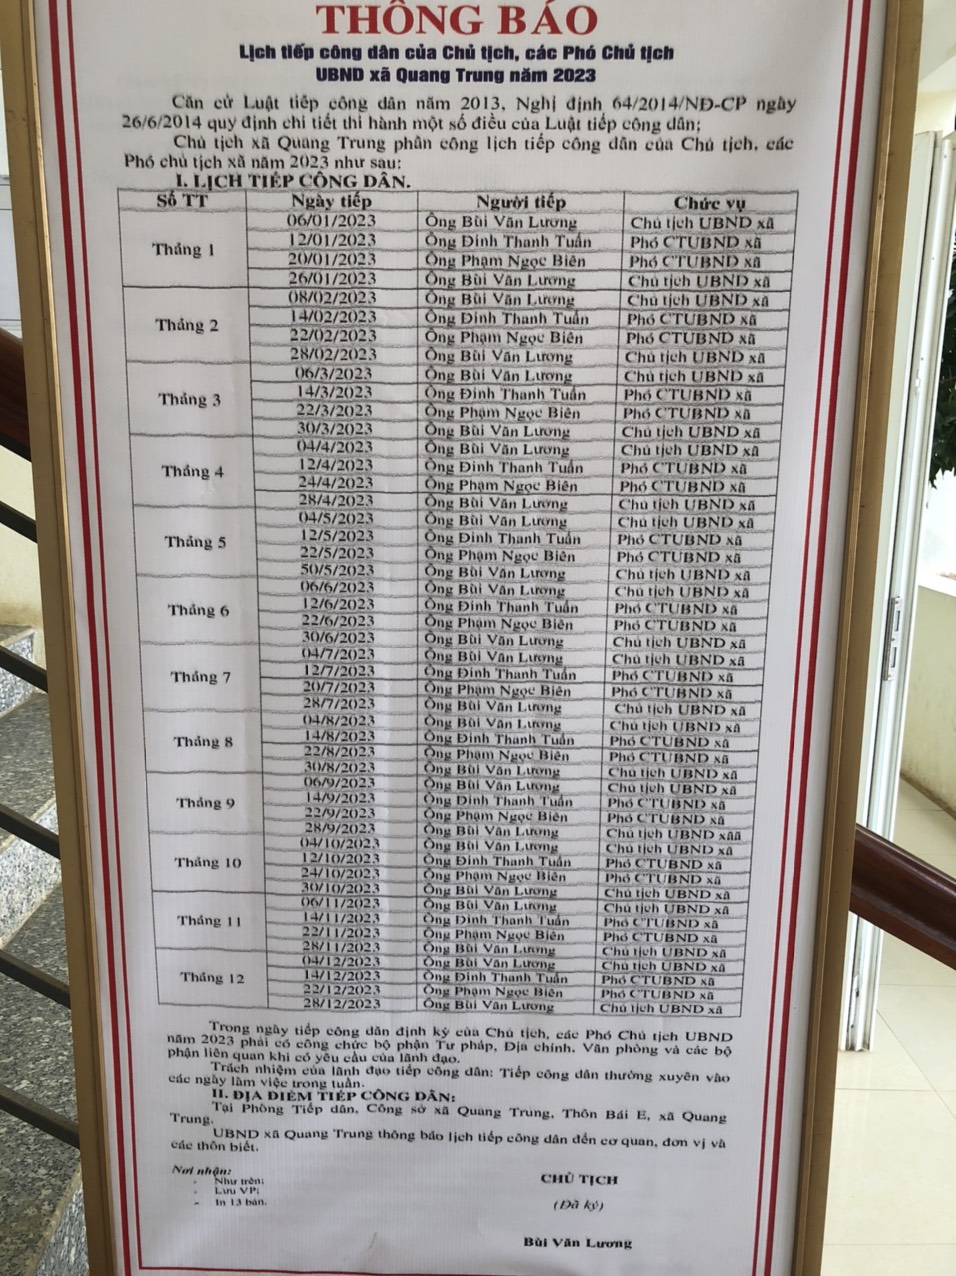 THÔNG BÁO
Lịch tiếp công dân của Chủ tịch, các Phó Chủ tịch
UBND xã Quang Trung năm 2023
Căn cứ Luật tiếp công dân năm 2013, Nghị định 64/2014/NĐ-CP ngày
26/6/2014 quy định chi tiết thi hành một số điều của Luật tiếp công dân;
Chủ tịch xã Quang Trung phân công lịch tiếp công dân của Chủ tịch, các
Phó chủ tịch xã năm 2023 như sau:
I. LỊCH TIẾP CÔNG DÂN.
Số TT Ngày tiếp Người tiếp Chức vụ
Tháng 1
06/01/2023 Ông Bùi Văn Lương Chủ tịch UBND xã
12/01/2023 Ông Đinh Thanh Tuấn Phó CTUBND xã
20/01/2023 Ông Phạm Ngọc Biên Phó CTUBND xã
26/01/2023 Ông Bùi Văn Lương Chủ tịch UBND xã
Tháng 2
08/02/2023 Ông Bùi Văn Lương Chủ tịch UBND xã
14/02/2023 Ông Đinh Thanh Tuấn Phó CTUBND xã
22/02/2023 Ông Phạm Ngọc Biên Phó CTUBND xã
28/02/2023 Ông Bùi Văn Lương Chủ tịch UBND xã
Tháng 3
06/3/2023 Ông Bùi Văn Lương Chủ tịch UBND xã
14/3/2023 Ông Đinh Thanh Tuấn Phó CTUBND xã
22/3/2023 Ông Phạm Ngọc Biên Phó CTUBND xã
30/3/2023 Ông Bùi Văn Lương Chủ tịch UBND xã
Tháng 4
04/4/2023 Ông Bùi Văn Lương Chủ tịch UBND xã
12/4/2023 Ông Đinh Thanh Tuấn Phó CTUBND xã
24/4/2023 Ông Phạm Ngọc Biên Phó CTUBND xã
28/4/2023 Ông Bùi Văn Lương Chủ tịch UBND xã
Tháng 5
04/5/2023 Ông Bùi Văn Lương Chủ tịch UBND xã
12/5/2023 Ông Đinh Thanh Tuấn Phó CTUBND xã
22/5/2023 Ông Phạm Ngọc Biên Phó CTUBND xã
50/5/2023 Ông Bùi Văn Lương Chủ tịch UBND xã
Tháng 6
06/6/2023 Ông Bùi Văn Lương Chủ tịch UBND xã
12/6/2023 Ông Đinh Thanh Tuấn Phó CTUBND xã
22/6/2023 Ông Phạm Ngọc Biên Phó CTUBND xã
30/6/2023 Ông Bùi Văn Lương Chủ tịch UBND xã
Tháng 7
04/7/2023 Ông Bùi Văn Lương Chủ tịch UBND xã
12/7/2023 Ông Đinh Thanh Tuấn Phó CTUBND xã
20/7/2023 Ông Phạm Ngọc Biên Phó CTUBND xã
28/7/2023 Ông Bùi Văn Lương Chủ tịch UBND xã
Tháng 8
04/8/2023 Ông Bùi Văn Lương Chủ tịch UBND xã
14/8/2023 Ông Đinh Thanh Tuấn Phó CTUBND xã
22/8/2023 Ông Phạm Ngọc Biên Phó CTUBND xã
30/8/2023 Ông Bùi Văn Lương Chủ tịch UBND xã
Tháng 9
06/9/2023 Ông Bùi Văn Lương Chủ tịch UBND xã
14/9/2023 Ông Đinh Thanh Tuấn Phó CTUBND xã
22/9/2023 Ông Phạm Ngọc Biên Phó CTUBND xã
28/9/2023 Ông Bùi Văn Lương Chủ tịch UBND xãã
Tháng 10
04/10/2023 Ông Bùi Văn Lương Chủ tịch UBND xã
12/10/2023 Ông Đinh Thanh Tuấn Phó CTUBND xã
24/10/2023 Ông Phạm Ngọc Biên Phó CTUBND xã
30/10/2023 Ông Bùi Văn Lương Chủ tịch UBND xã
Tháng 11
06/11/2023 Ông Bùi Văn Lương Chủ tịch UBND xã
14/11/2023 Ông Đinh Thanh Tuấn Phó CTUBND xã
22/11/2023 Ông Phạm Ngọc Biên Phó CTUBND xã
28/11/2023 Ông Bùi Văn Lương Chủ tịch UBND xã
Tháng 12
04/12/2023 Ông Bùi Văn Lương Chủ tịch UBND xã
14/12/2023 Ông Đinh Thanh Tuấn Phó CTUBND xã
22/12/2023 Ông Phạm Ngọc Biên Phó CTUBND xã
28/12/2023 Ông Bùi Văn Lương Chủ tịch UBND xã
Trong ngày tiếp công dân định kỳ của Chủ tịch, các Phó Chủ tịch UBND
năm 2023 phải có công chức bộ phận Tư pháp, Địa chính, Văn phòng và các bộ
phận liên quan khi có yêu cầu của lãnh đạo.
Trách nhiệm của lãnh đạo tiếp công dân: Tiếp công dân thường xuyên vào
các ngày làm việc trong tuần.
II. ĐỊA ĐIỂM TIẾP CÔNG DÂN:
Tại Phòng Tiếp dân, Công sở xã Quang Trung, Thôn Bái E, xã Quang
Trung.
UBND xã Quang Trung thông báo lịch tiếp công dân đến cơ quan, đơn vị và
các thôn biết.
Nơi nhận:
- Như trên;
- Lưu VP;
- In 13 bản.
CHỦ TỊCH
(Đã ký)
Bùi Văn Lương